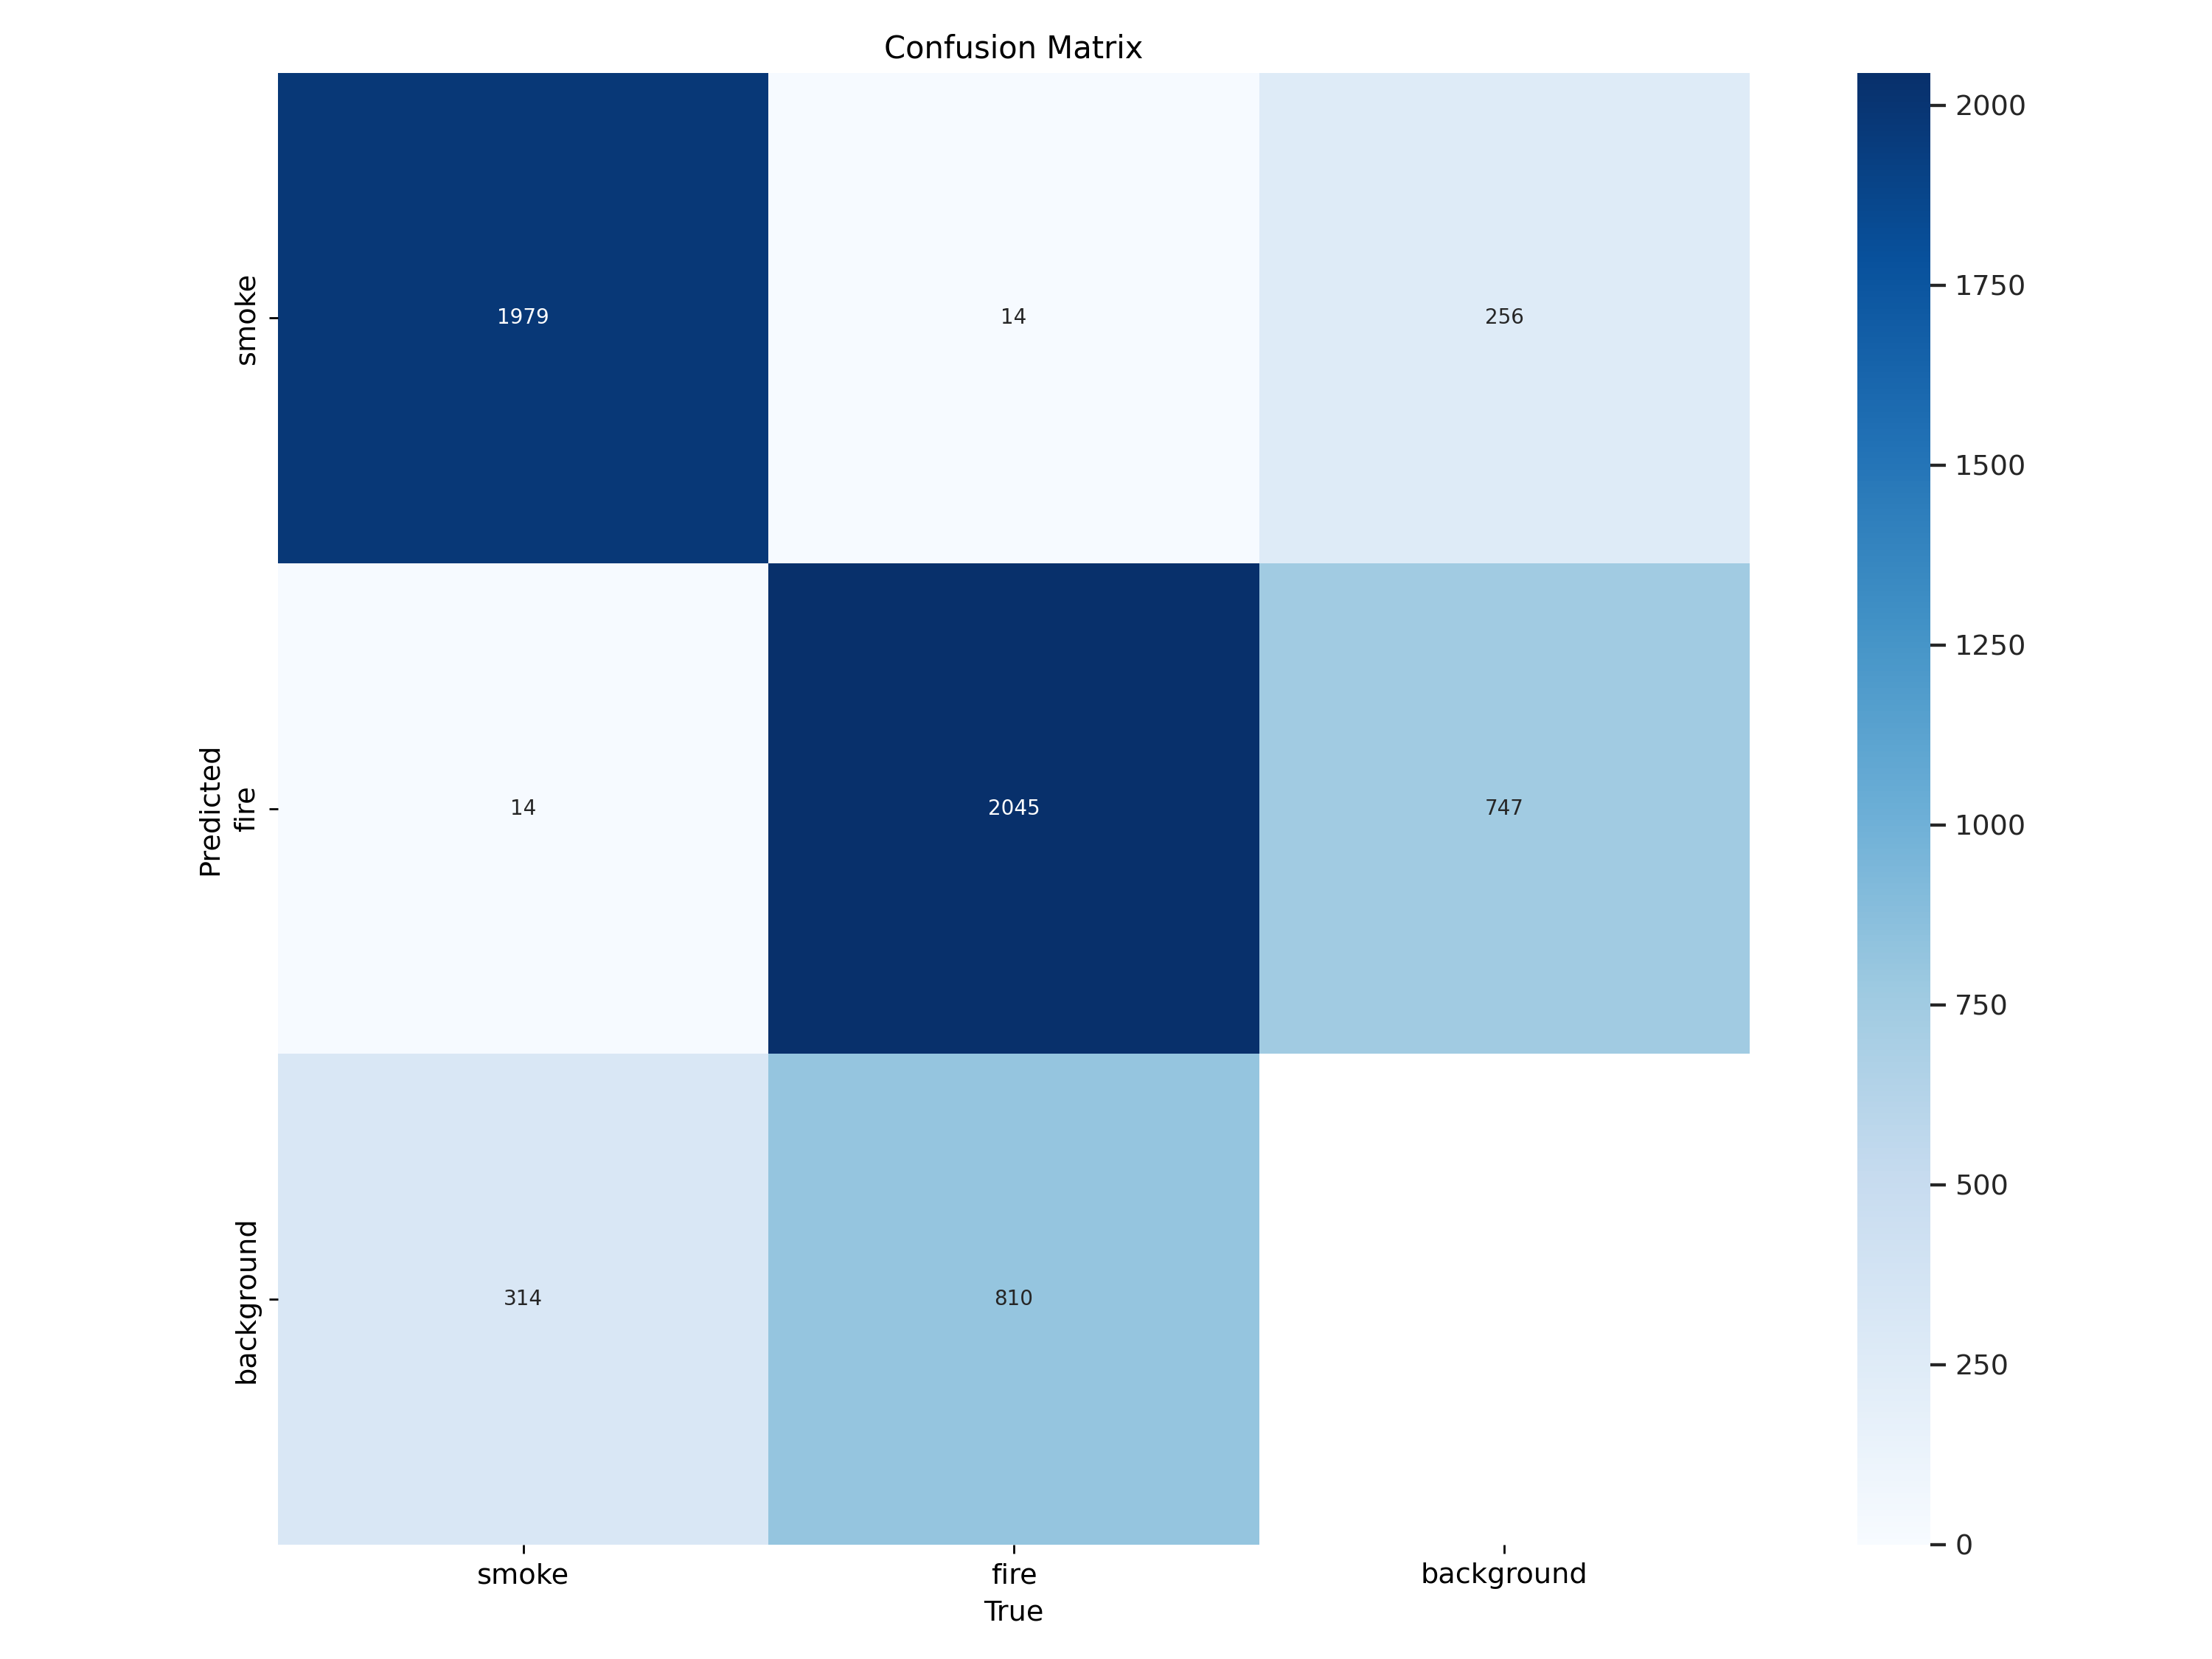 Confusion Matrix
Predicted
smoke
1979
14
256
fire
14
2045
747
background
314
810
smoke
fire
background
True
2000
1750
1500
1250
1000
750
500
250
0